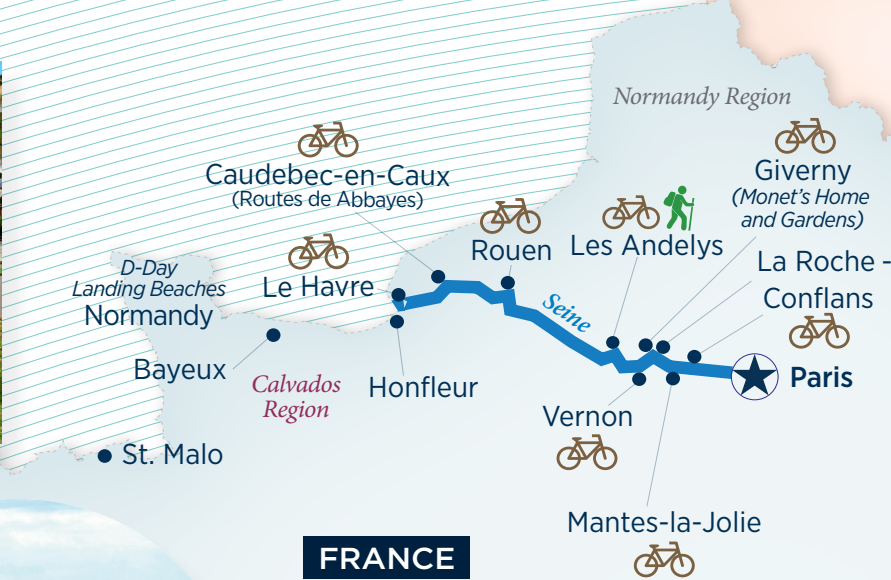 Normandy Region
Caudebec-en-Caux
(Routes de Abbayes)
Giverny
(Monet's Home
and Gardens)
Rouen
Les Andelys
La Roche -
Conflans
D-Day
Landing Beaches
Normandy
Le Havre
Seine
Bayeux
Calvados
Region
Honfleur
Paris
Vernon
St. Malo
Mantes-la-Jolie
FRANCE